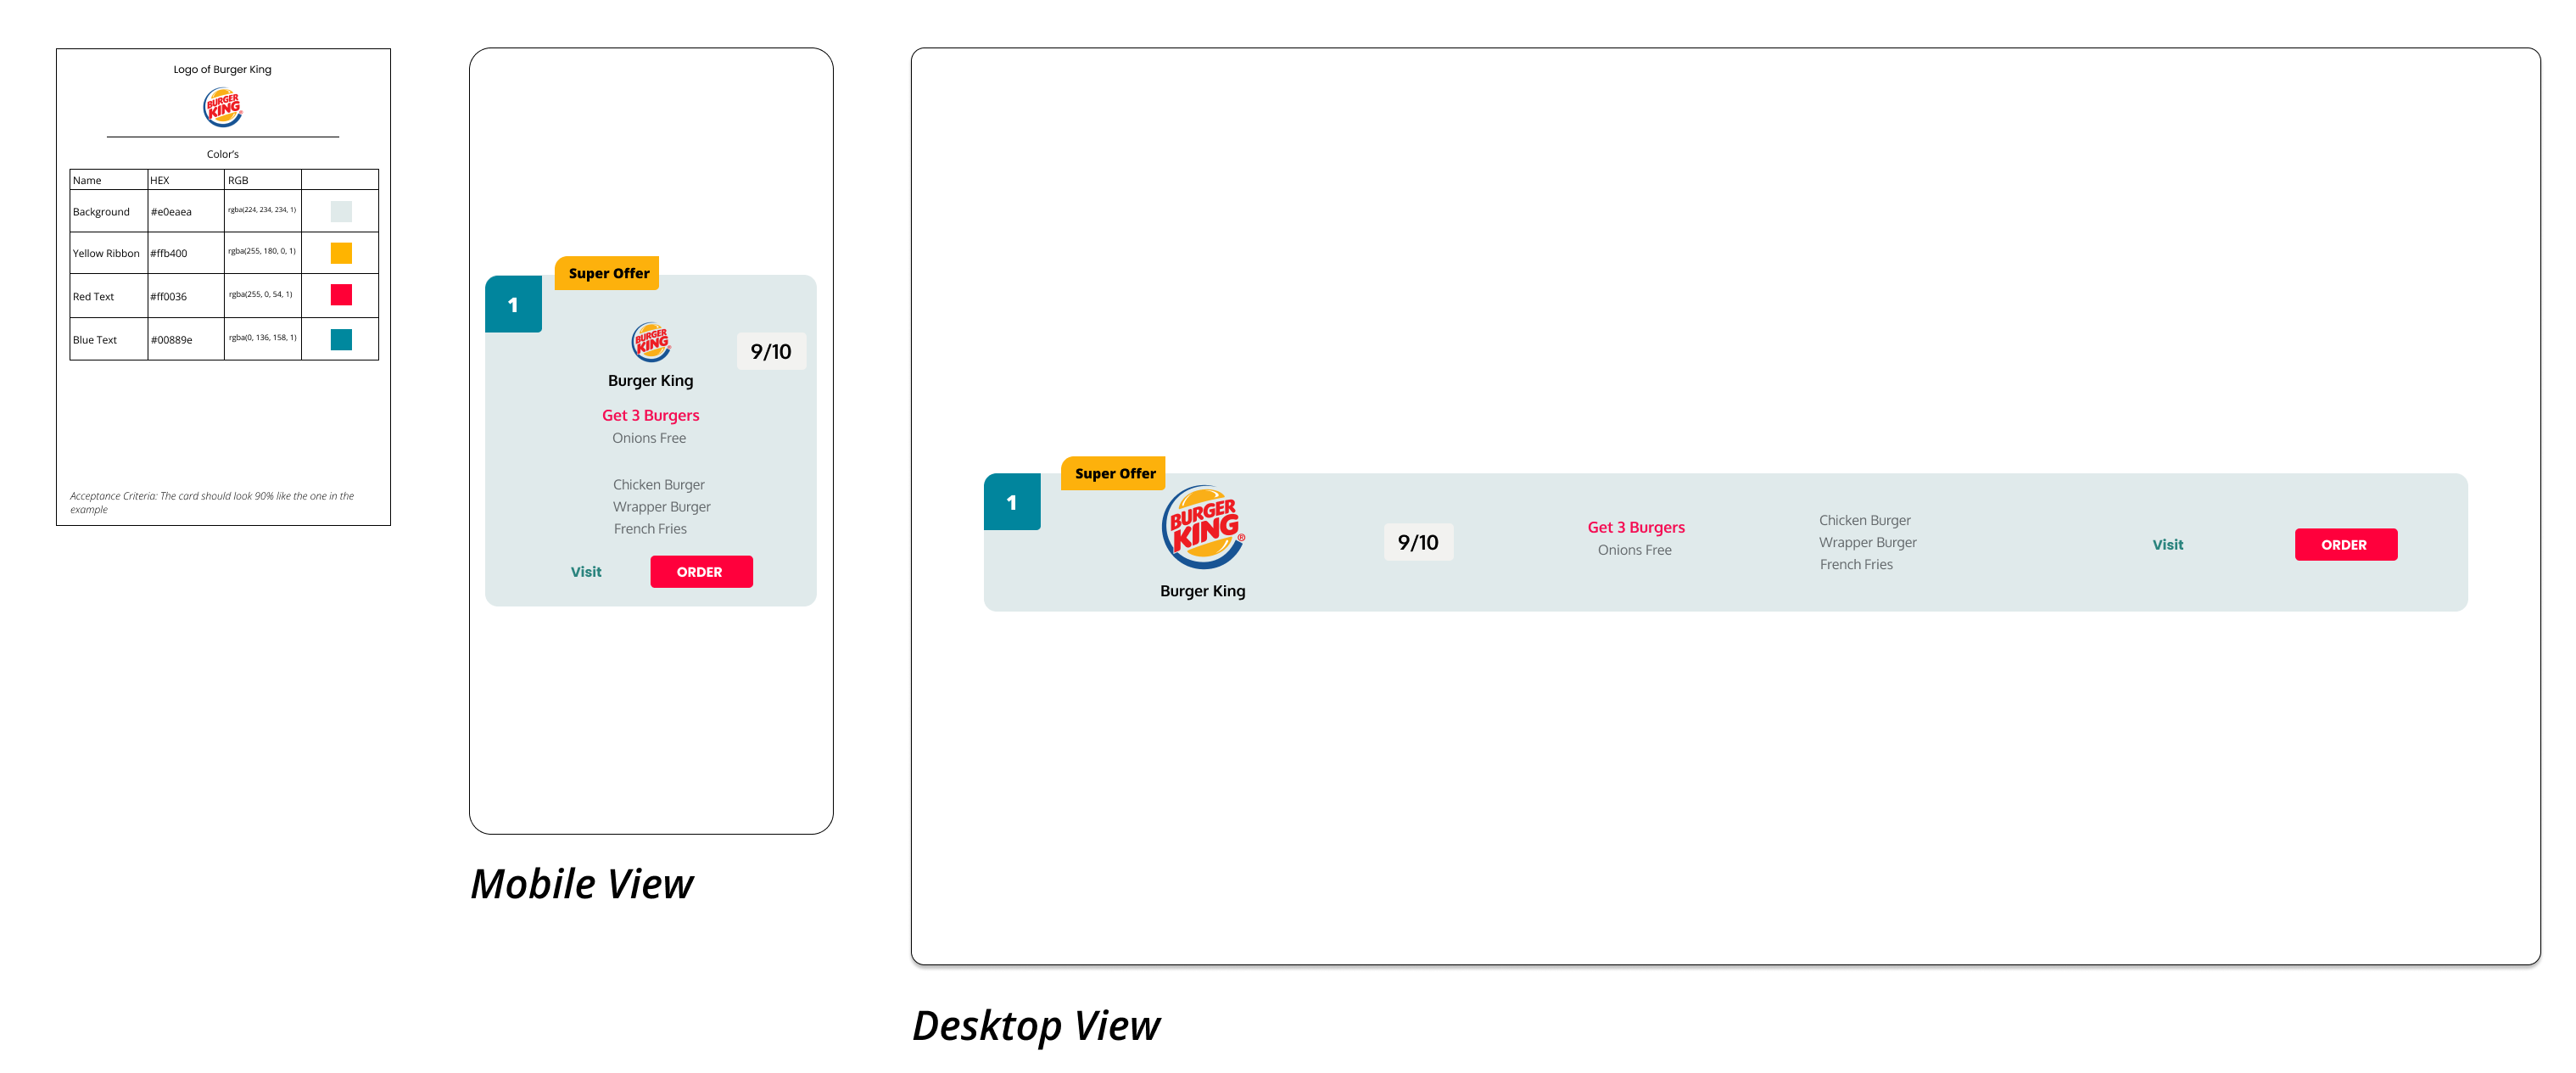 Logo of Burger King
BURGER
KING
Color's
Name HEX RGB
Background #e0eaea rgba(224, 234, 234, 1)
Yellow Ribbon #ffb400 rgba(255, 180, 0, 1)
Red Text #ff0036 rgba(255, 0, 54, 1)
Blue Text #00889e rgba(0, 136, 158, 1)
Acceptance Criteria: The card should look 90% like the one in the
example
Super Offer
1
BURGER
KING
9/10
Burger King
Get 3 Burgers
Onions Free
Chicken Burger
Wrapper Burger
French Fries
Visit ORDER
Mobile View
Super Offer
1
BURGER
KING®
Burger King
9/10
Get 3 Burgers
Onions Free
Chicken Burger
Wrapper Burger
French Fries
Visit
ORDER
Desktop View